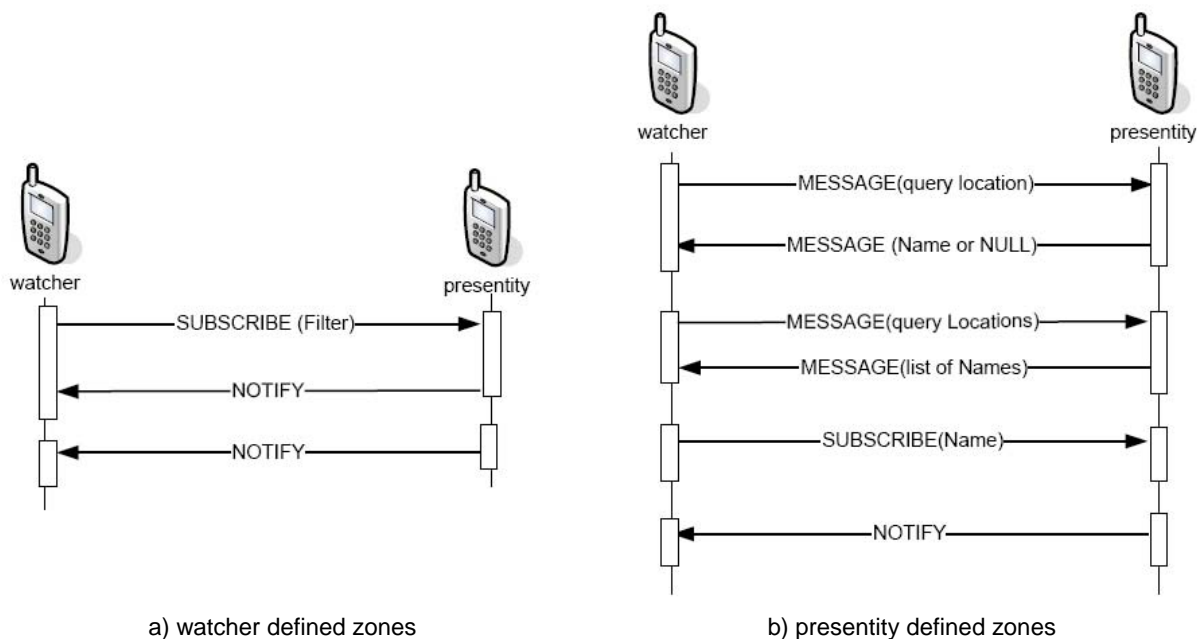 watcher
presentity
SUBSCRIBE (Filter)
NOTIFY
NOTIFY
a) watcher defined zones
watcher
presentity
MESSAGE(query location)
MESSAGE (Name or NULL)
MESSAGE(query Locations)
MESSAGE(list of Names)
SUBSCRIBE(Name)
NOTIFY
b) presentity defined zones